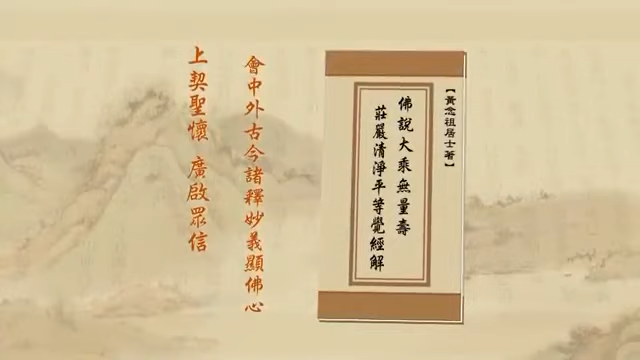 【黃念祖居士著】
佛說大乘無量壽
莊嚴清淨平等覺經解
會中外古今諸釋妙義顯佛心
上契聖懷 廣啟眾信